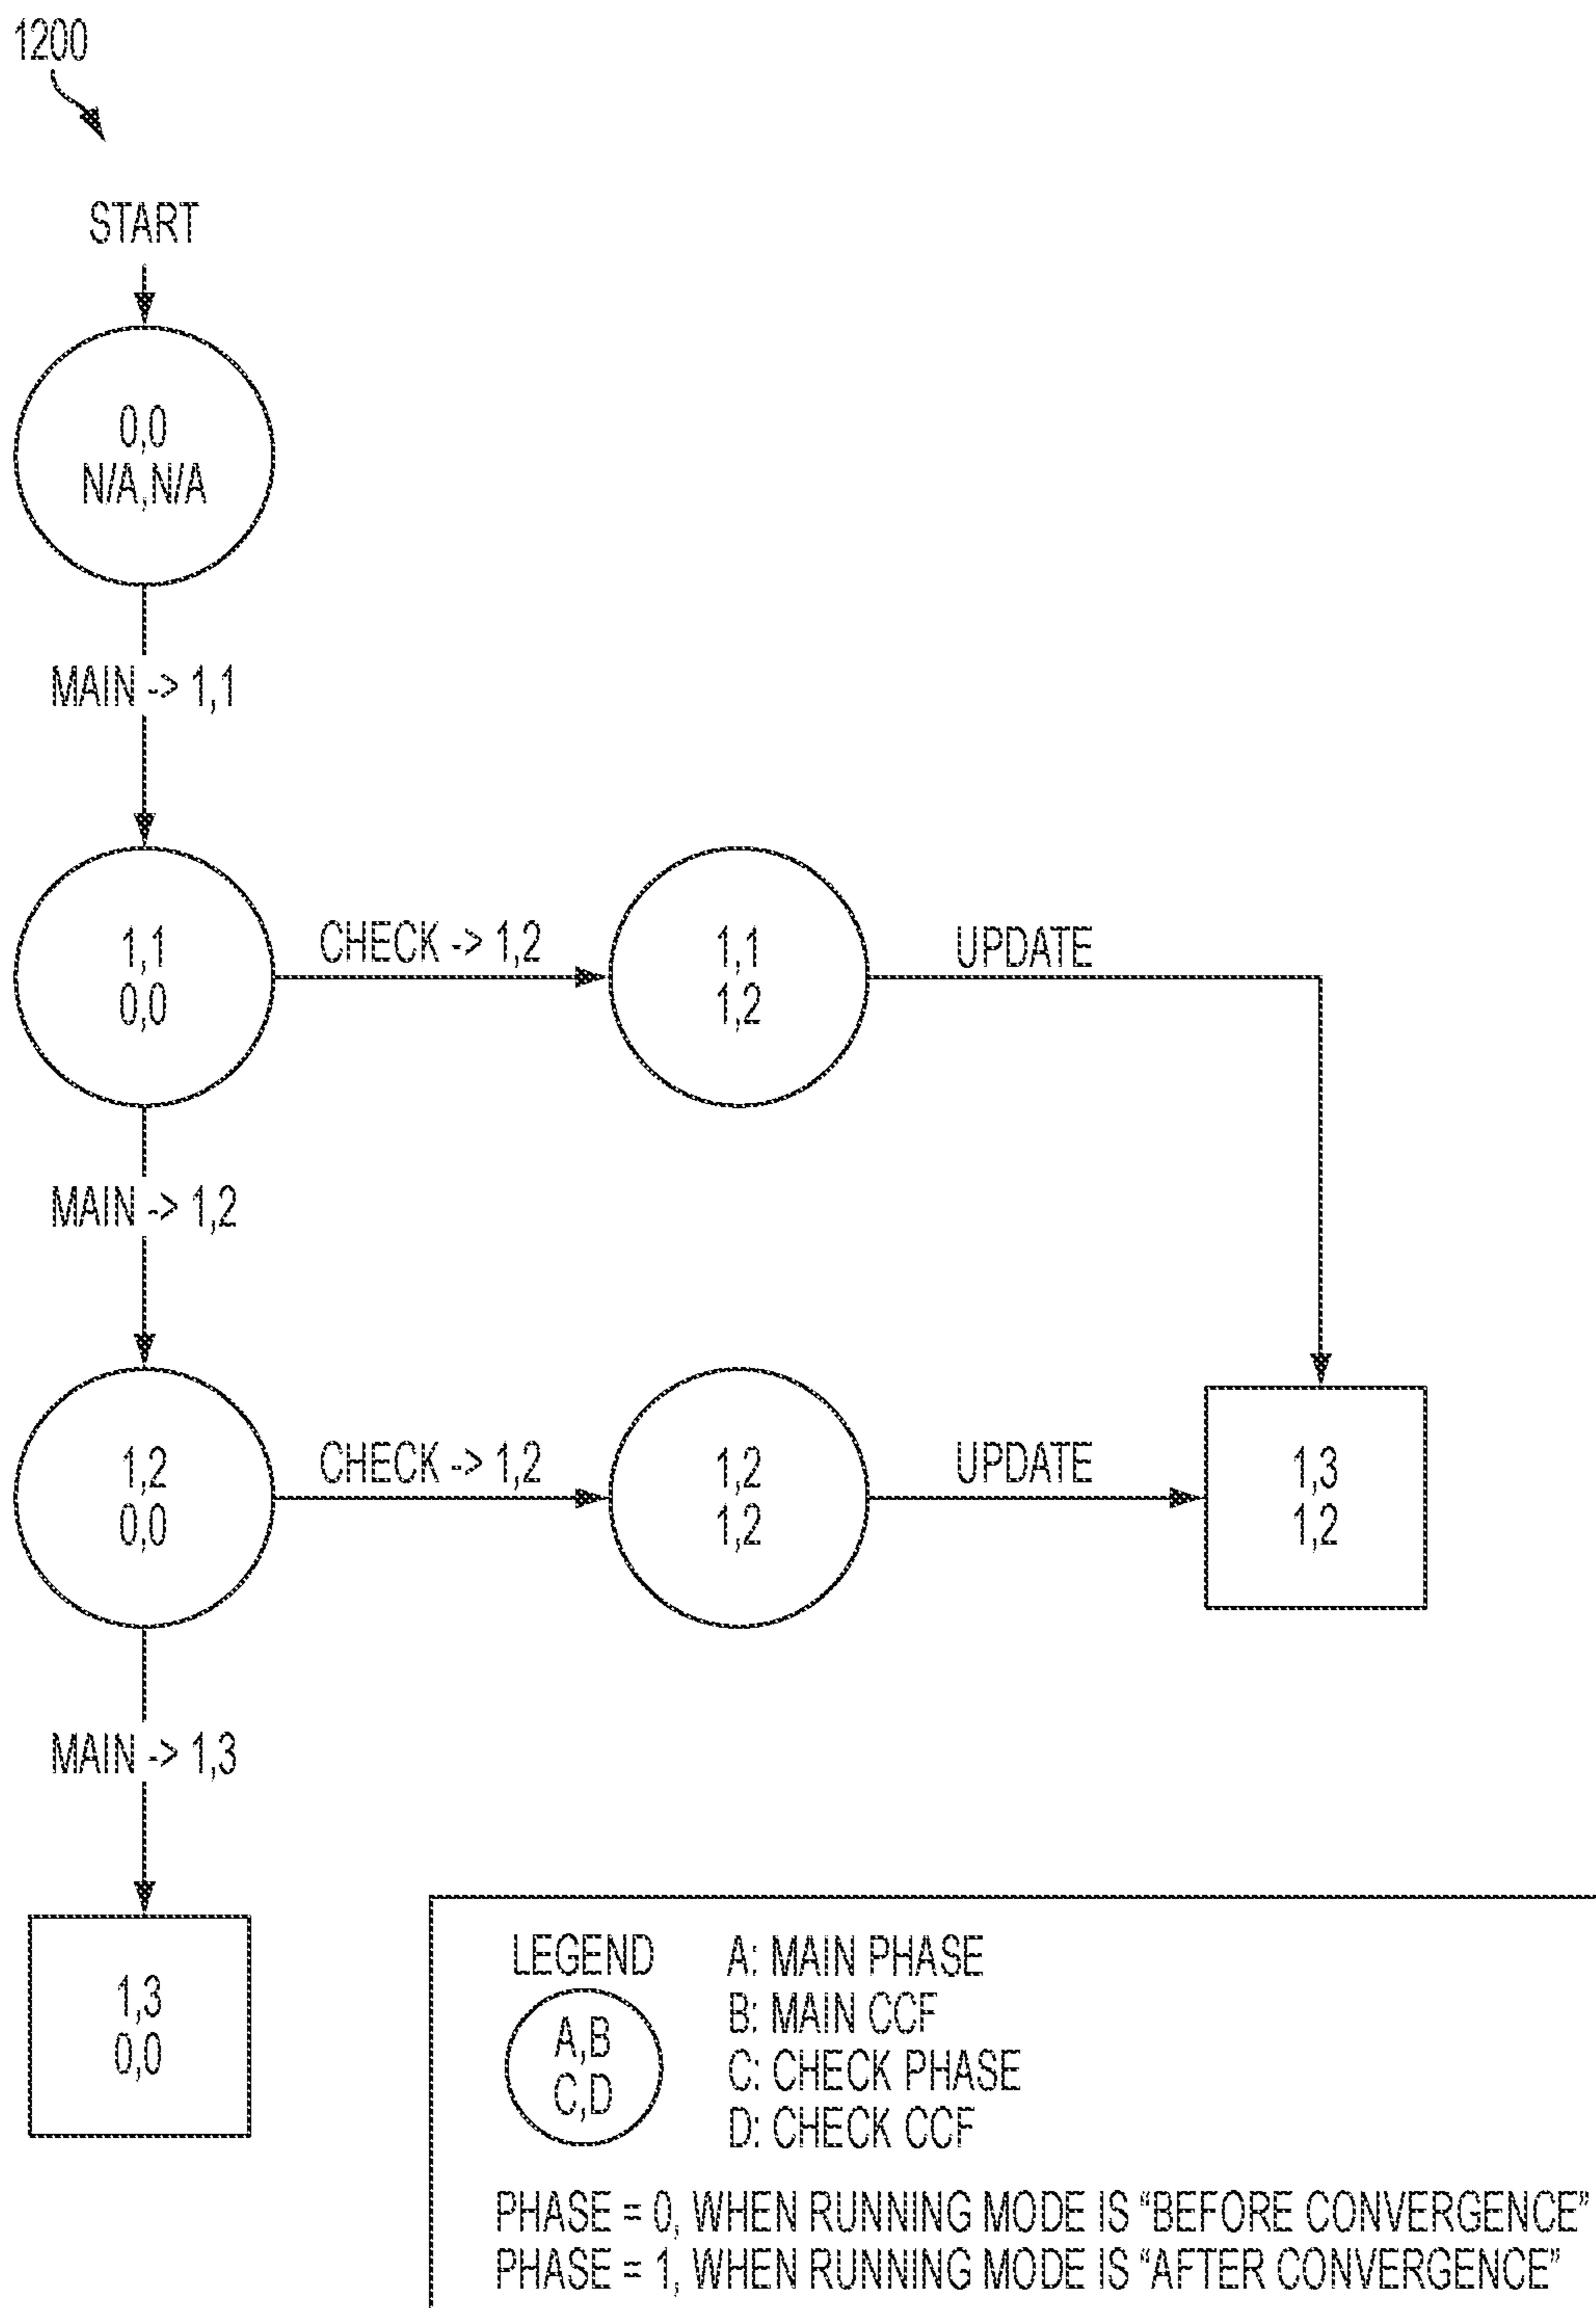 1200
START
0,0
N/A,N/A
MAIN -> 1,1
1,1
0,0
CHECK -> 1,2
1,1
1,2
UPDATE
MAIN -> 1,2
1,2
0,0
CHECK -> 1,2
1,2
1,2
UPDATE
1,3
1,2
MAIN -> 1,3
1,3
0,0
LEGEND
A,B
C,D
A: MAIN PHASE
B: MAIN CCF
C: CHECK PHASE
D: CHECK CCF
PHASE = 0, WHEN RUNNING MODE IS "BEFORE CONVERGENCE"
PHASE = 1, WHEN RUNNING MODE IS "AFTER CONVERGENCE"